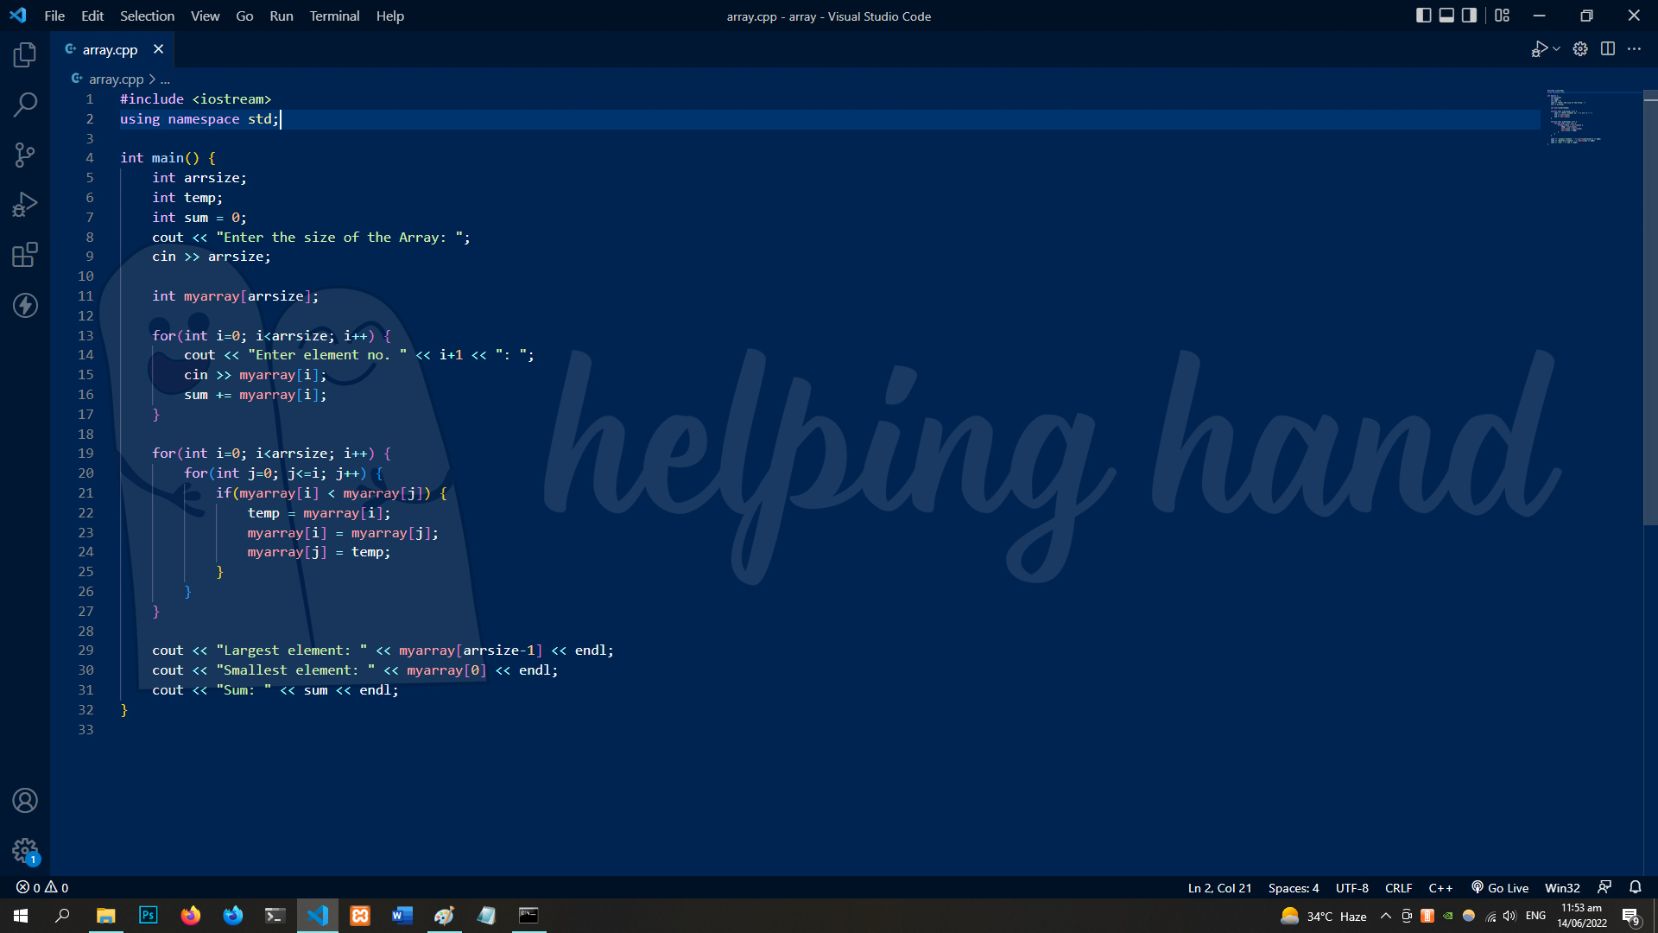 File Edit Selection View Go Run Terminal Help
array.cpp - array - Visual Studio Code
array.cpp
array.cpp > ...
1 #include <iostream>
2 using namespace std;
3
4 int main() {
5 int arrsize;
6 int temp;
7 int sum = 0;
8 cout << "Enter the size of the Array: ";
9 cin >> arrsize;
10
11 int myarray[arrsize];
12
13 for(int i=0; i<arrsize; i++) {
14 cout << "Enter element no. " << i+1 << ": ";
15 cin >> myarray[i];
16 sum += myarray[i];
17 }
18
19 for(int i=0; i<arrsize; i++) {
20 for(int j=0; j<=i; j++) {
21 if(myarray[i] < myarray[j]) {
22 temp = myarray[i];
23 myarray[i] = myarray[j];
24 myarray[j] = temp;
25 }
26 }
27 }
28
29 cout << "Largest element: " << myarray[arrsize-1] << endl;
30 cout << "Smallest element: " << myarray[0] << endl;
31 cout << "Sum: " << sum << endl;
32 }
33
helping hand
1
0 0
Ln 2, Col 21 Spaces: 4 UTF-8 CRLF C++ Go Live Win32
Ps
34°C Haze
ENG
11:53 am
14/06/2022
9